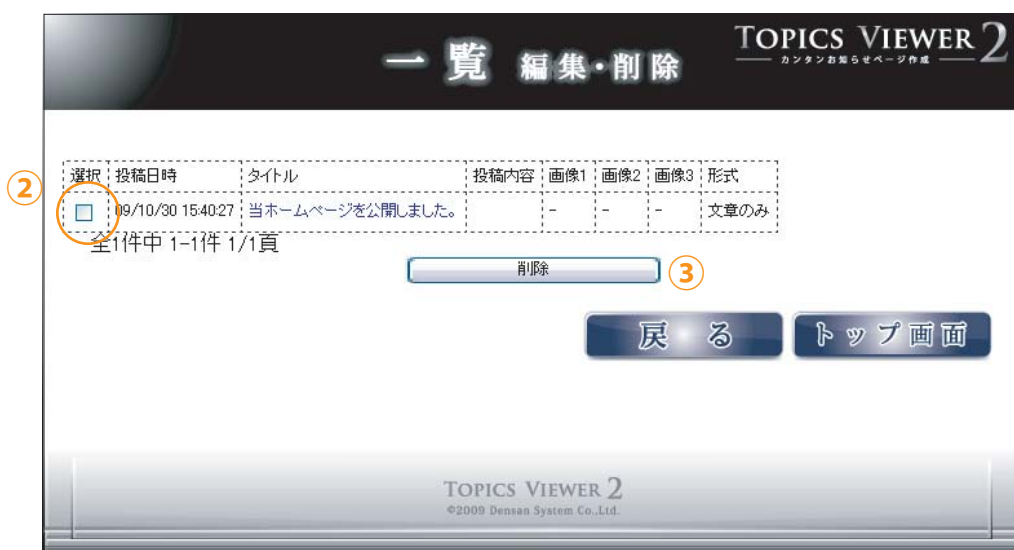 一覧 編集・削除
TOPICS VIEWER 2
カンタンお知らせページ作成
②
選択 投稿日時 タイトル 投稿内容 画像1 画像2 画像3 形式
09/10/30 15:40:27 当ホームページを公開しました。 - - - 文章のみ
全1件中 1-1件 1/1頁
削除 ③
戻る トップ画面
TOPICS VIEWER 2
©2009 Densan System Co.,Ltd.